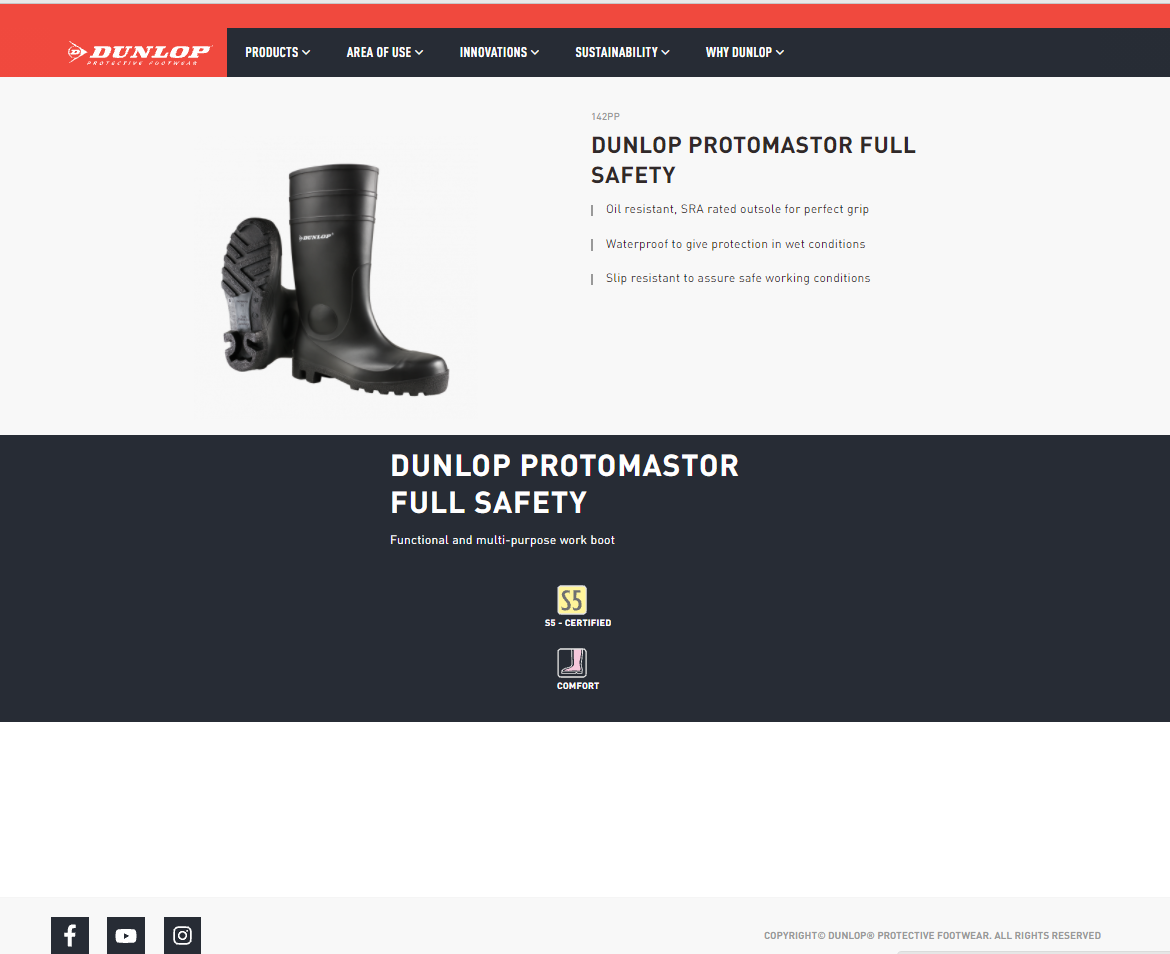 DUNLOP
PROTECTIVE FOOTWEAR
PRODUCTS
AREA OF USE
INNOVATIONS
SUSTAINABILITY
WHY DUNLOP
142PP
DUNLOP PROTOMASTOR FULL
SAFETY
Oil resistant, SRA rated outsole for perfect grip
Waterproof to give protection in wet conditions
Slip resistant to assure safe working conditions
DUNLOP
DUNLOP PROTOMASTOR
FULL SAFETY
Functional and multi-purpose work boot
S5
S5 - CERTIFIED
COMFORT
COPYRIGHT© DUNLOP® PROTECTIVE FOOTWEAR. ALL RIGHTS RESERVED